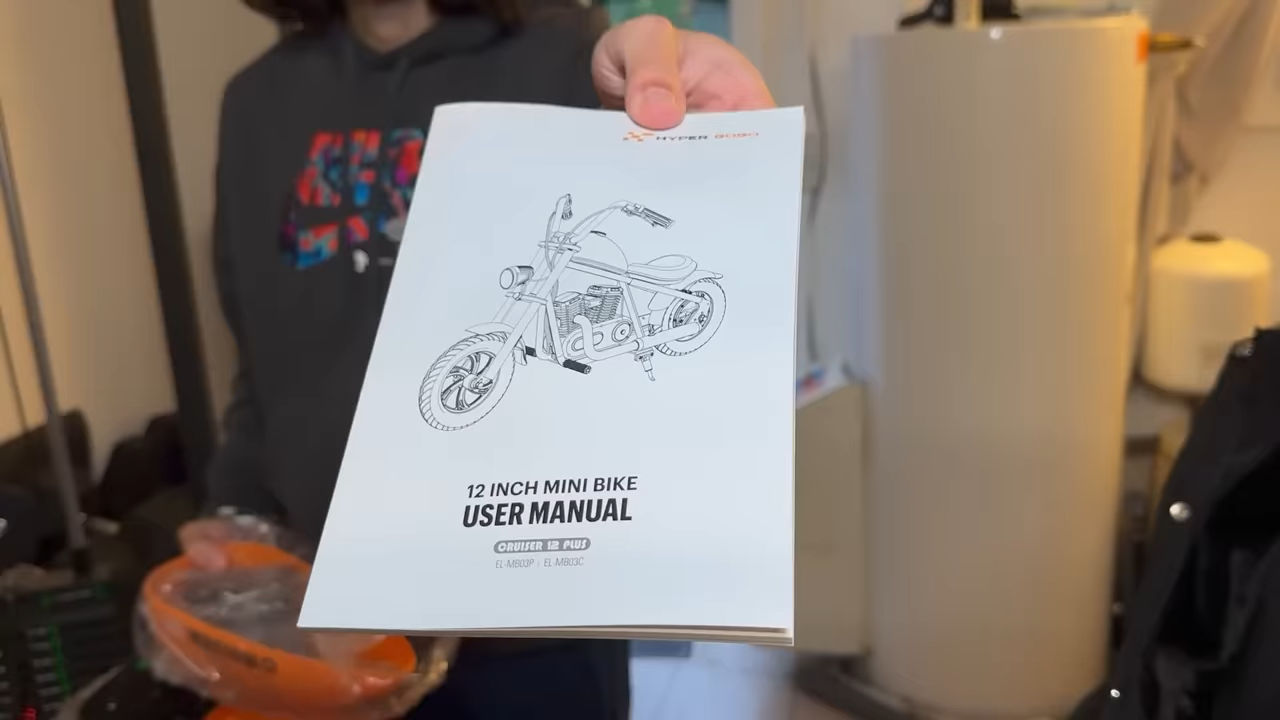 HYPER GOGO
12 INCH MINI BIKE
USER MANUAL
CRUISER 12 PLUS
EL-MB03P | EL-MB03C